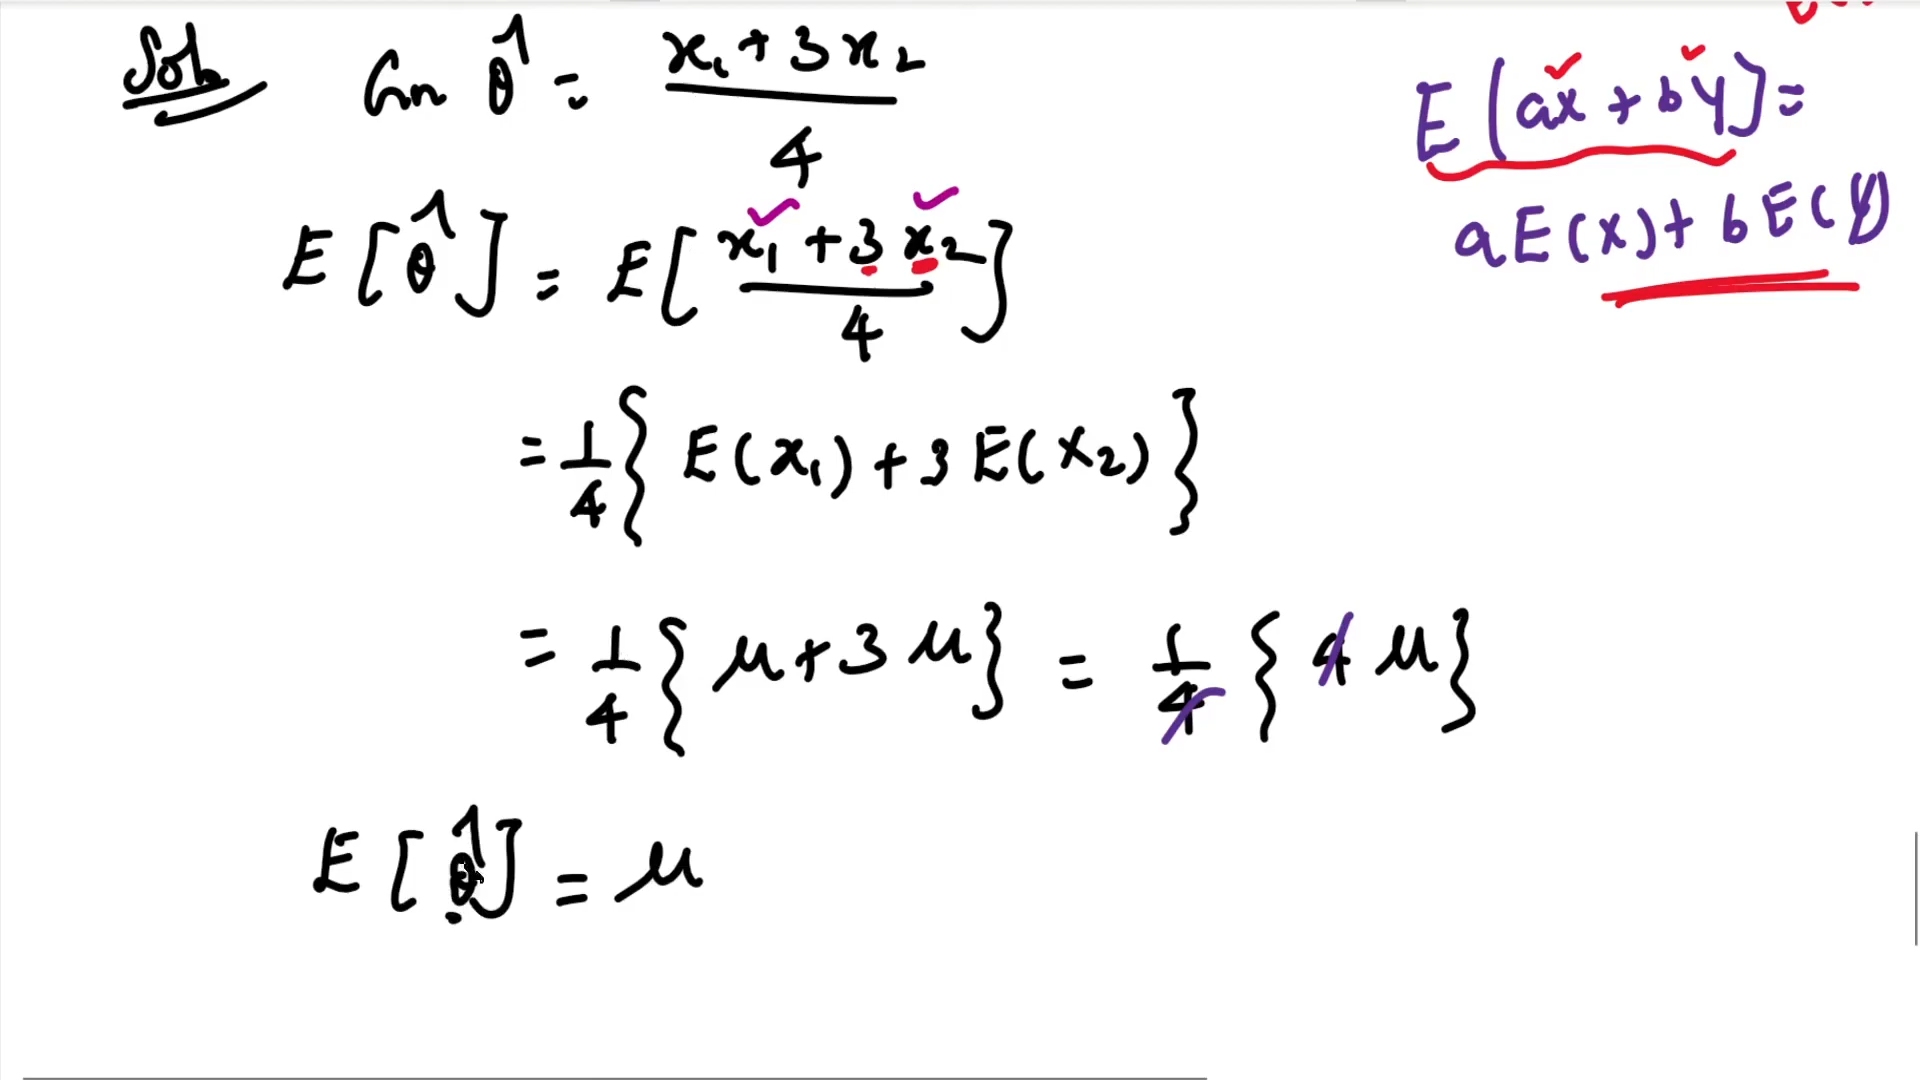 Soln Gn θ̂ = x₁ + 3x₂ / 4
E[ax + by] =
aE(x) + bE(y)
E[θ̂] = E[x₁ + 3x₂ / 4]
= 1/4 { E(x₁) + 3E(x₂) }
= 1/4 { μ + 3μ } = 1/4 { 4μ }
E[θ̂] = μ